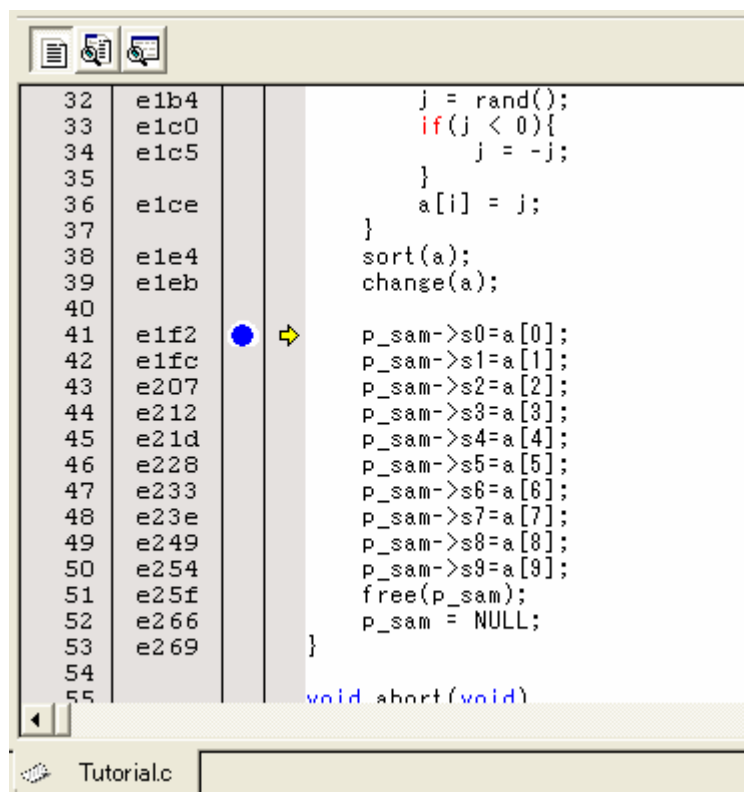 32 e1b4 j = rand();
33 e1c0 if(j < 0){
34 e1c5 j = -j;
35 }
36 e1ce a[i] = j;
37 }
38 e1e4 sort(a);
39 e1eb change(a);
40
41 e1f2 p_sam->s0=a[0];
42 e1fc p_sam->s1=a[1];
43 e207 p_sam->s2=a[2];
44 e212 p_sam->s3=a[3];
45 e21d p_sam->s4=a[4];
46 e228 p_sam->s5=a[5];
47 e233 p_sam->s6=a[6];
48 e23e p_sam->s7=a[7];
49 e249 p_sam->s8=a[8];
50 e254 p_sam->s9=a[9];
51 e25f free(p_sam);
52 e266 p_sam = NULL;
53 e269 }
54
55 void abort(void)
Tutorial.c